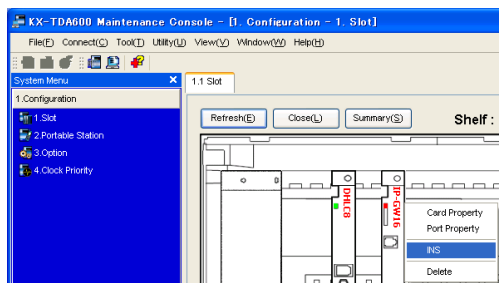 KX-TDA600 Maintenance Console - [1. Configuration - 1. Slot]
File(F) Connect(C) Tool(T) Utility(U) View(V) Window(W) Help(H)
System Menu
1.1 Slot
1.Configuration
1.Slot
2.Portable Station
3.Option
4.Clock Priority
Refresh(E) Close(L) Summary(S) Shelf :
DHLC8
IP-GW16
Card Property
Port Property
INS
Delete